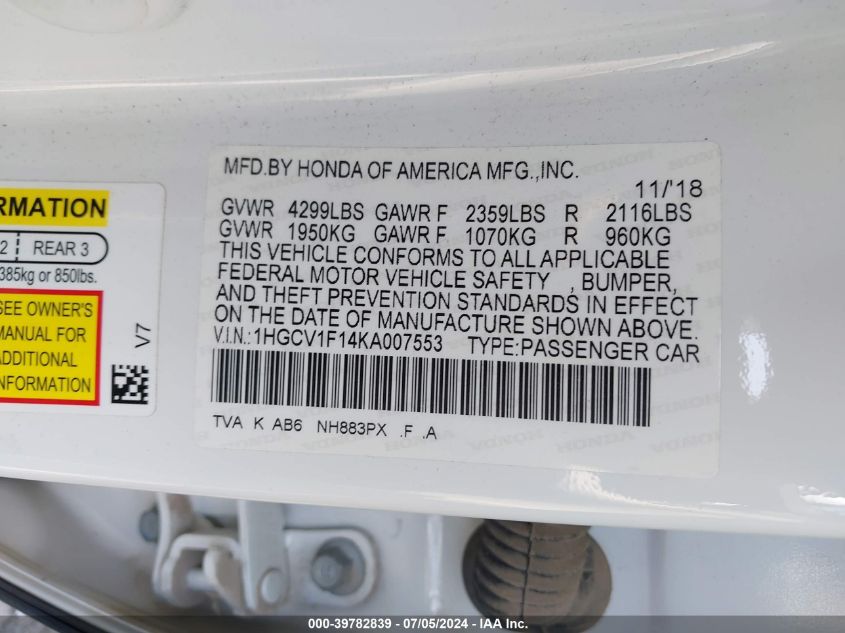 MFD.BY HONDA OF AMERICA MFG.,INC.
11/'18
GVWR 4299LBS GAWR F 2359LBS R 2116LBS
GVWR 1950KG GAWR F 1070KG R 960KG
THIS VEHICLE CONFORMS TO ALL APPLICABLE
FEDERAL MOTOR VEHICLE SAFETY , BUMPER,
AND THEFT PREVENTION STANDARDS IN EFFECT
ON THE DATE OF MANUFACTURE SHOWN ABOVE.
V.I.N.:1HGCV1F14KA007553 TYPE:PASSENGER CAR
TVA K AB6 NH883PX .F .A
RMATION
2 REAR 3
385kg or 850lbs.
SEE OWNER'S
MANUAL FOR
ADDITIONAL
INFORMATION
V7
000-39782839 - 07/05/2024 - IAA Inc.